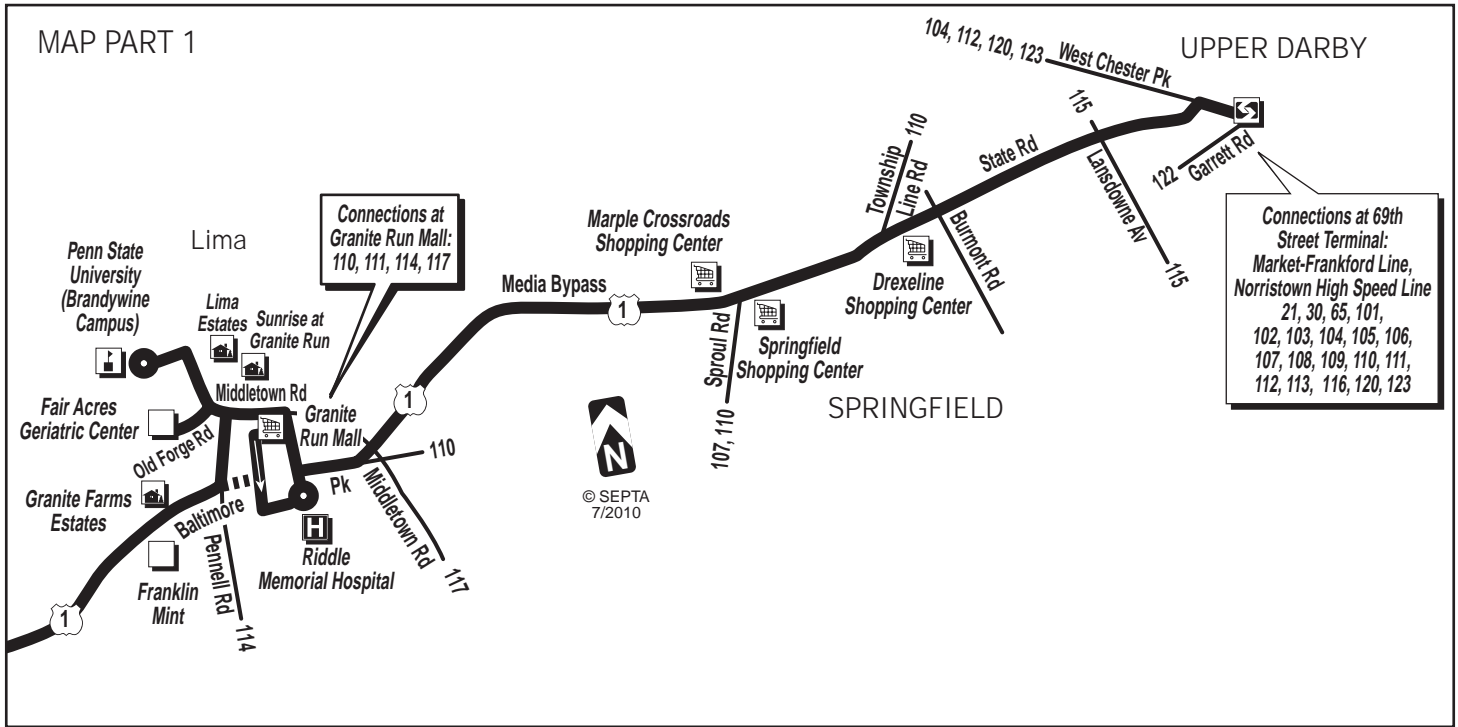 MAP PART 1
UPPER DARBY
104, 112, 120, 123
West Chester Pk
115
Lansdowne Av
115
122
Garrett Rd
State Rd
110
Township
Line Rd
Burmont Rd
Connections at 69th
Street Terminal:
Market-Frankford Line,
Norristown High Speed Line
21, 30, 65, 101,
102, 103, 104, 105, 106,
107, 108, 109, 110, 111,
112, 113, 116, 120, 123
Drexeline
Shopping Center
Marple Crossroads
Shopping Center
Media Bypass
1
Sproul Rd
107, 110
Springfield
Shopping Center
SPRINGFIELD
Connections at
Granite Run Mall:
110, 111, 114, 117
Lima
Penn State
University
(Brandywine
Campus)
Lima
Estates
Sunrise at
Granite Run
Middletown Rd
Granite
Run Mall
1
Fair Acres
Geriatric Center
Old Forge Rd
110
Pk
Middletown Rd
117
N
© SEPTA
7/2010
Granite Farms
Estates
Baltimore
H
Riddle
Memorial Hospital
Franklin
Mint
Pennell Rd
114
1